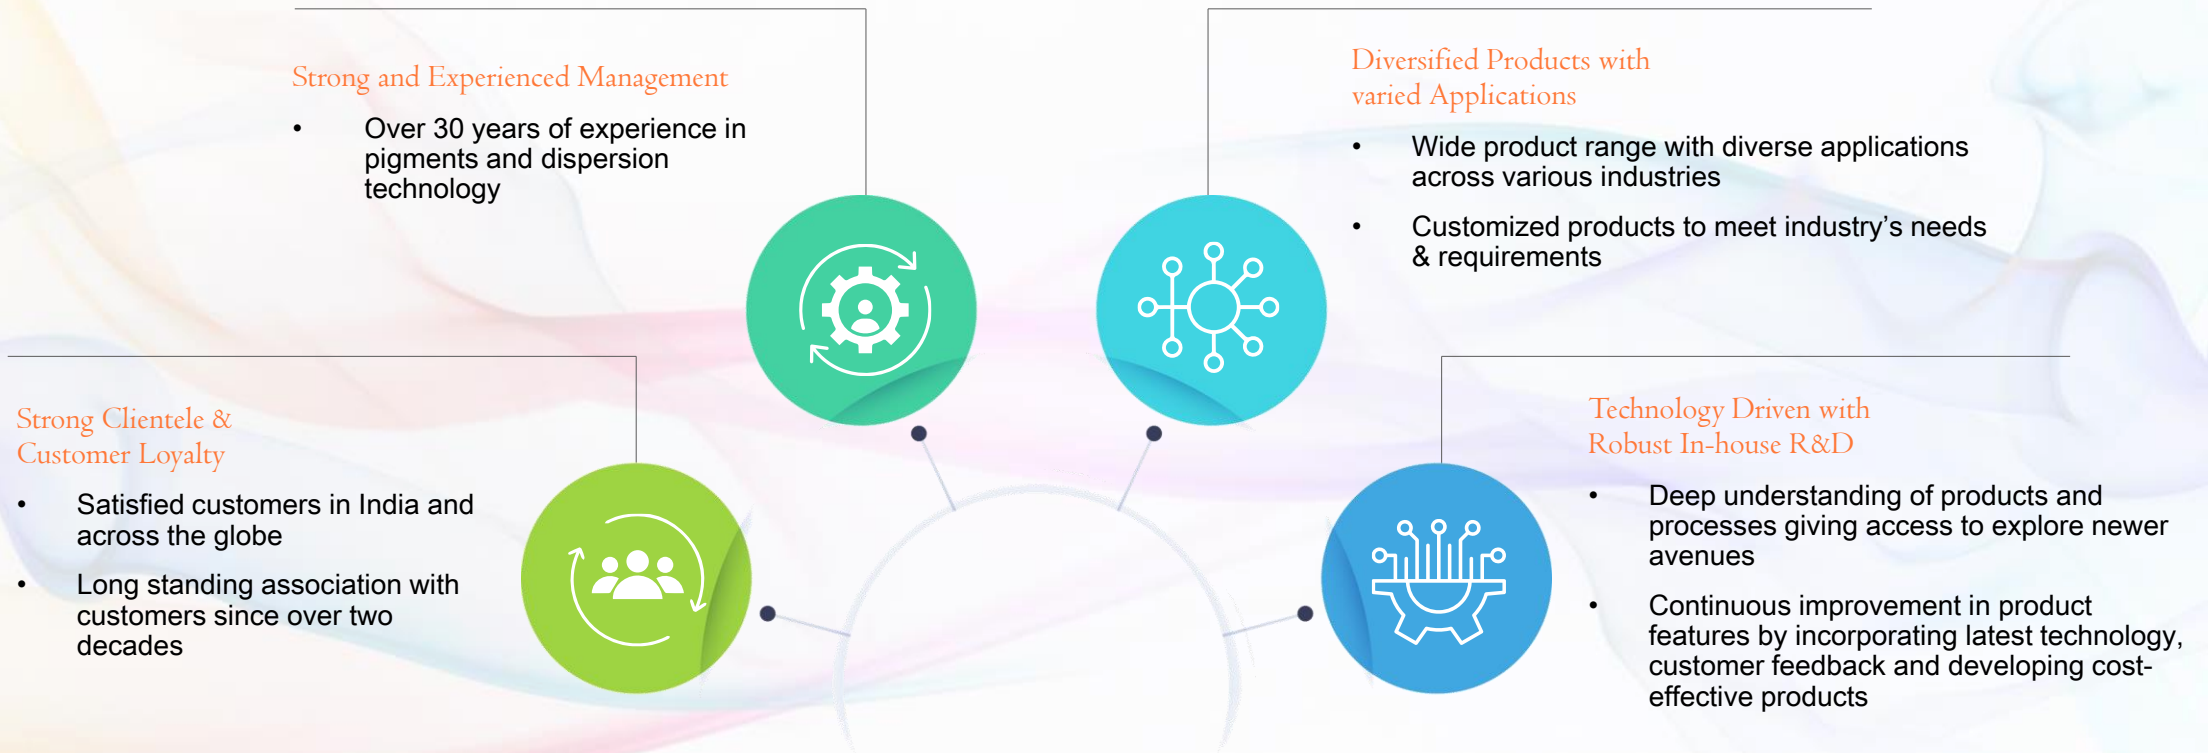 Strong and Experienced Management
• Over 30 years of experience in
pigments and dispersion
technology
Diversified Products with
varied Applications
• Wide product range with diverse applications
across various industries
• Customized products to meet industry’s needs
& requirements
Strong Clientele &
Customer Loyalty
• Satisfied customers in India and
across the globe
• Long standing association with
customers since over two
decades
Technology Driven with
Robust In-house R&D
• Deep understanding of products and
processes giving access to explore newer
avenues
• Continuous improvement in product
features by incorporating latest technology,
customer feedback and developing cost-
effective products